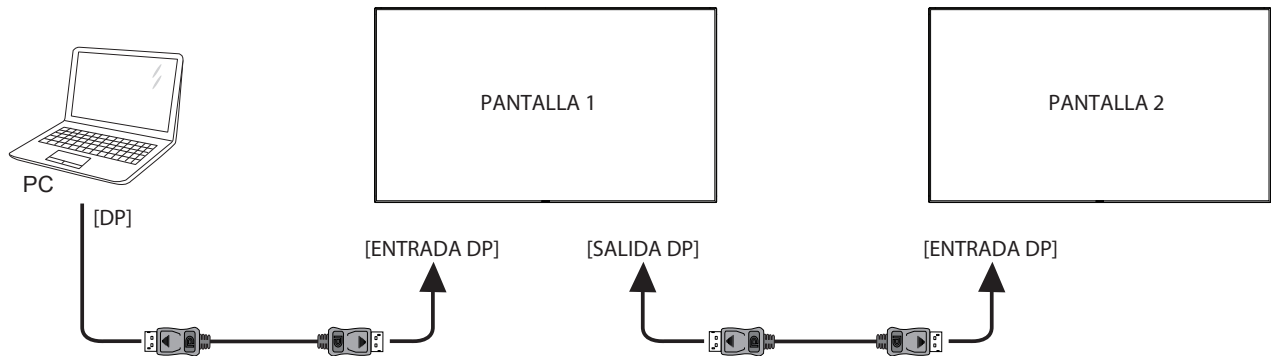 PANTALLA 1
PANTALLA 2
PC
[DP]
[ENTRADA DP]
[SALIDA DP]
[ENTRADA DP]